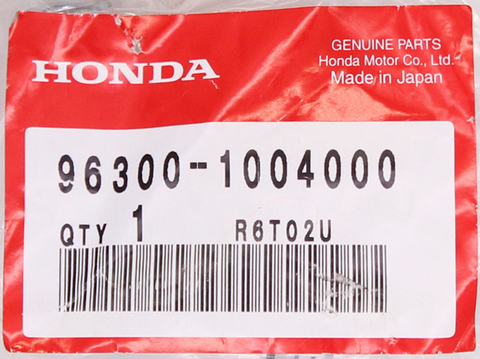 HONDA
GENUINE PARTS
Honda Motor Co., Ltd.
Made in Japan
96300-1004000
QTY 1 R6T02U